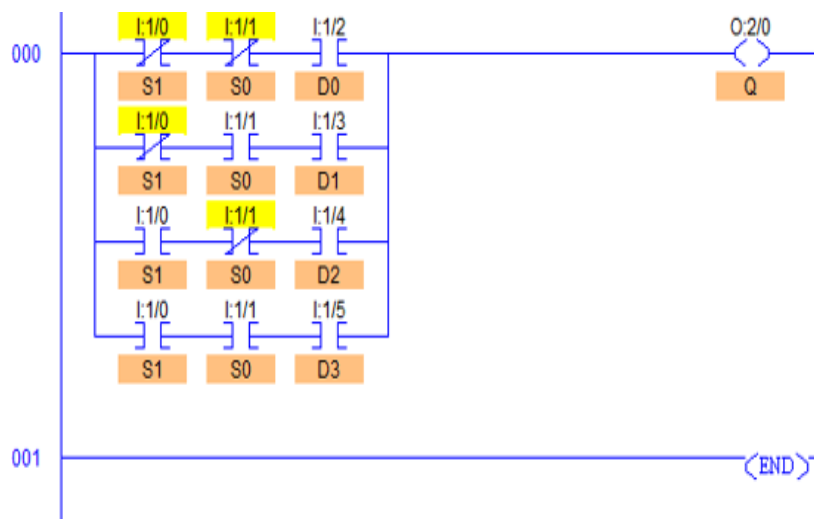 I:1/0 I:1/1 I:1/2 O:2/0
000
S1 S0 D0 Q
I:1/0 I:1/1 I:1/3
S1 S0 D1
I:1/0 I:1/1 I:1/4
S1 S0 D2
I:1/0 I:1/1 I:1/5
S1 S0 D3
001 END